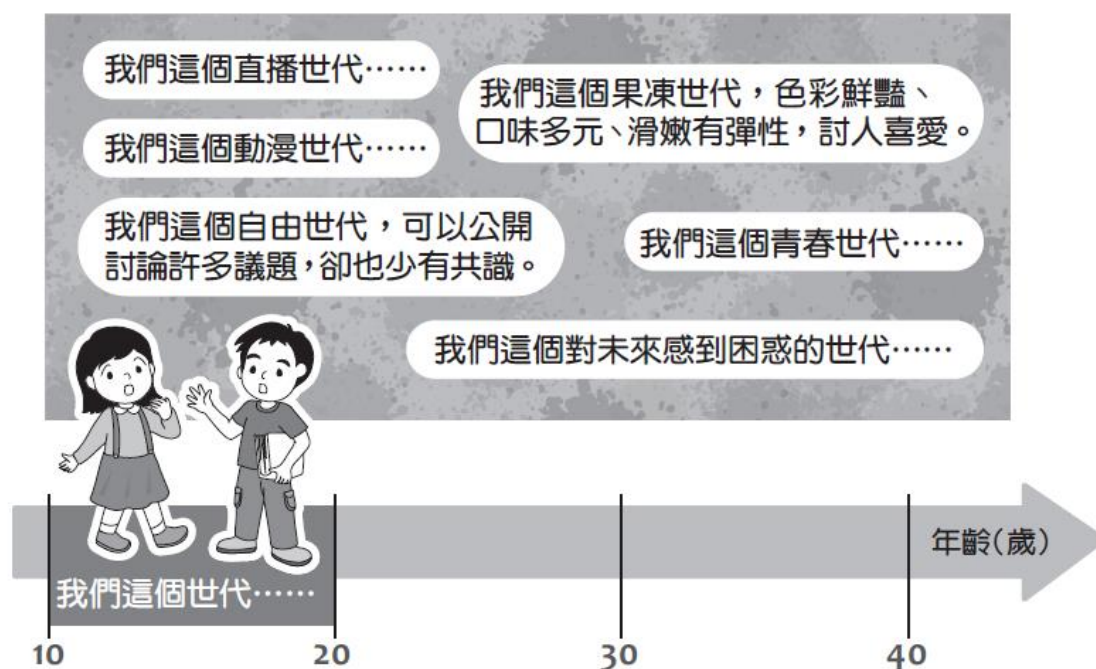 我們這個直播世代……
我們這個果凍世代，色彩鮮豔、
口味多元、滑嫩有彈性，討人喜愛。
我們這個動漫世代……
我們這個自由世代，可以公開
討論許多議題，卻也少有共識。
我們這個青春世代……
我們這個對未來感到困惑的世代……
我們這個世代……
年齡（歲）
10
20
30
40